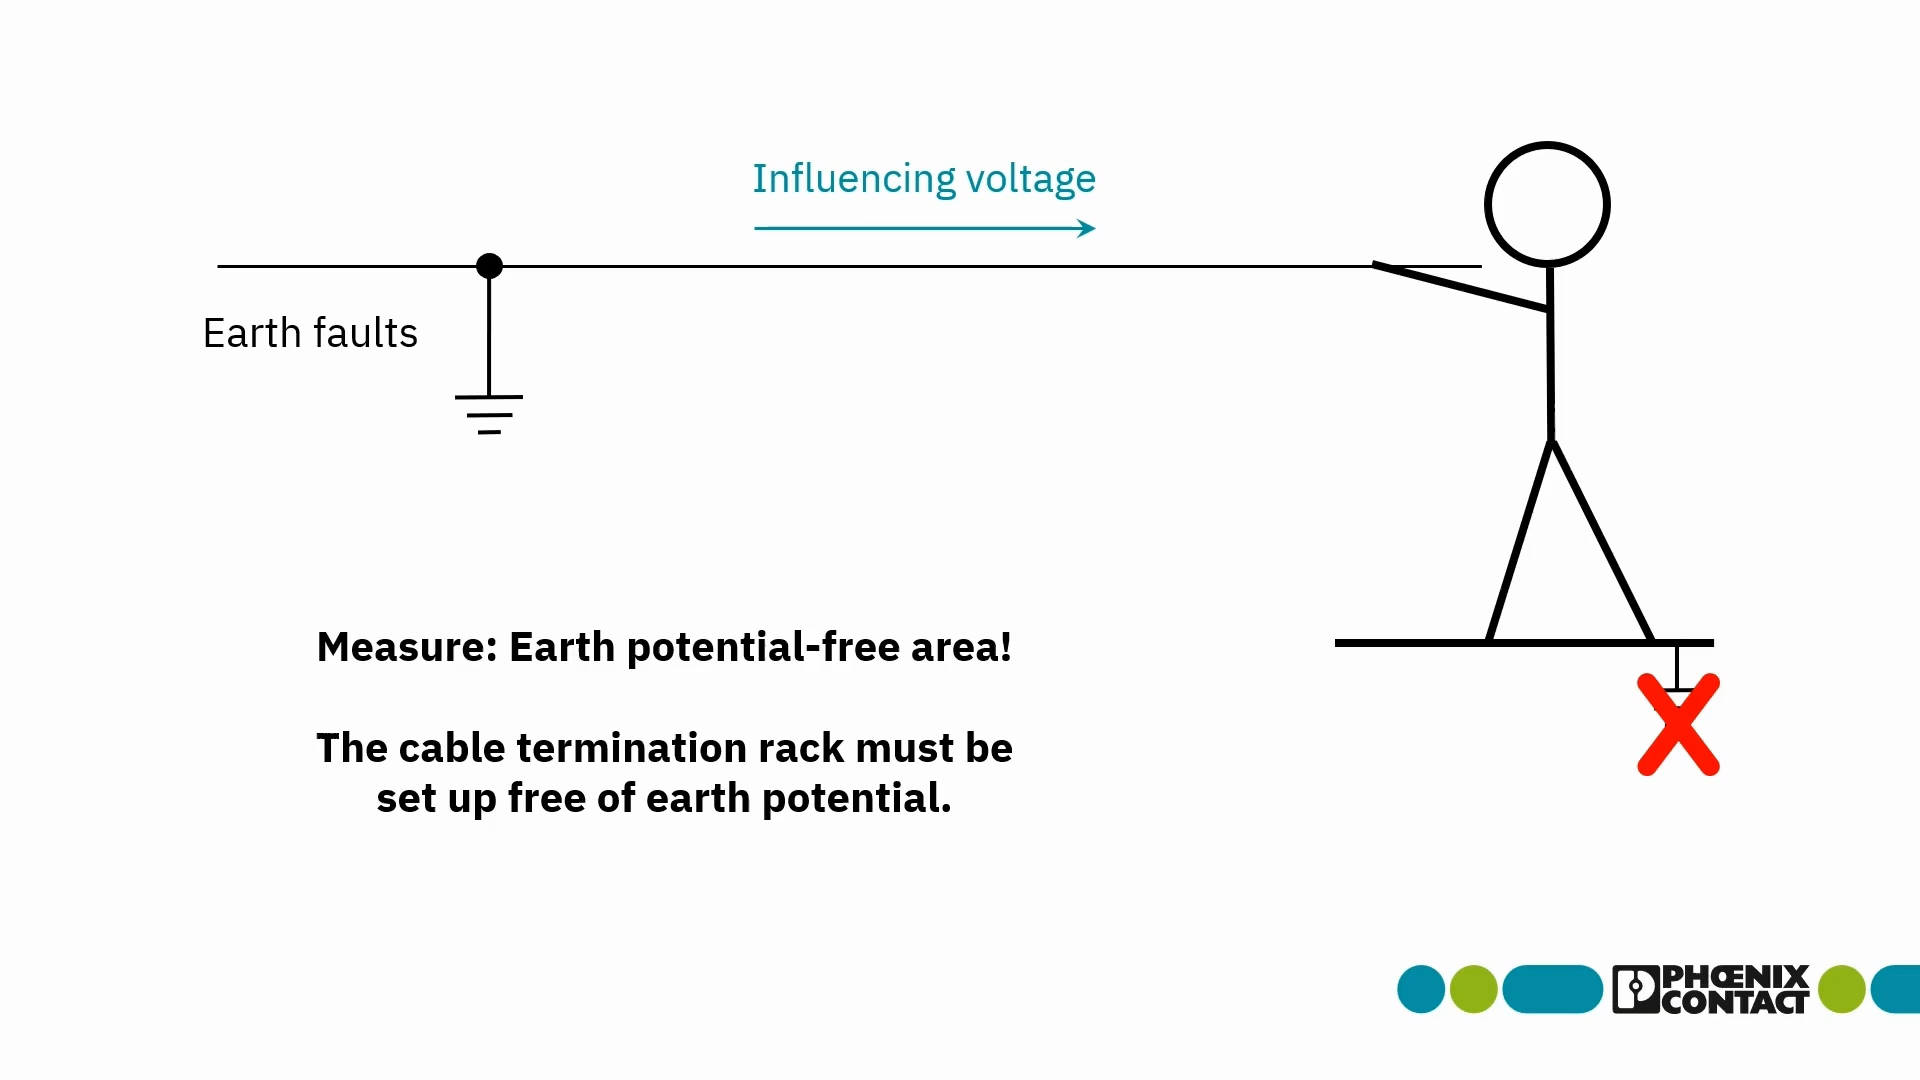 Influencing voltage
Earth faults
Measure: Earth potential-free area!
The cable termination rack must be
set up free of earth potential.
PHŒNIX
CONTACT